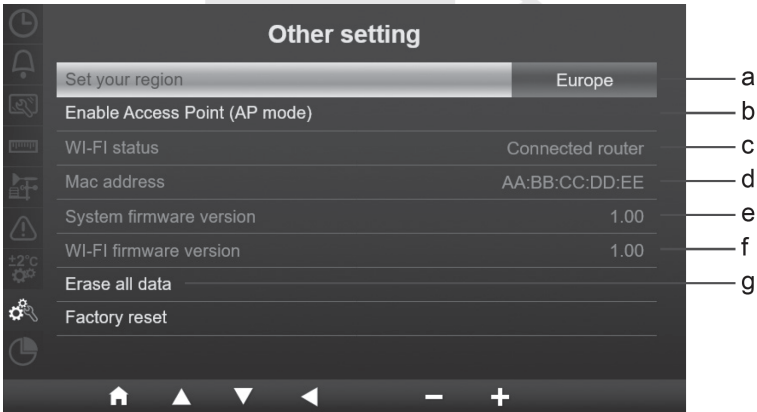 Other setting
Set your region Europe a
Enable Access Point (AP mode) b
WI-FI status Connected router c
Mac address AA:BB:CC:DD:EE d
System firmware version 1.00 e
WI-FI firmware version 1.00 f
±2°C
Erase all data g
Factory reset